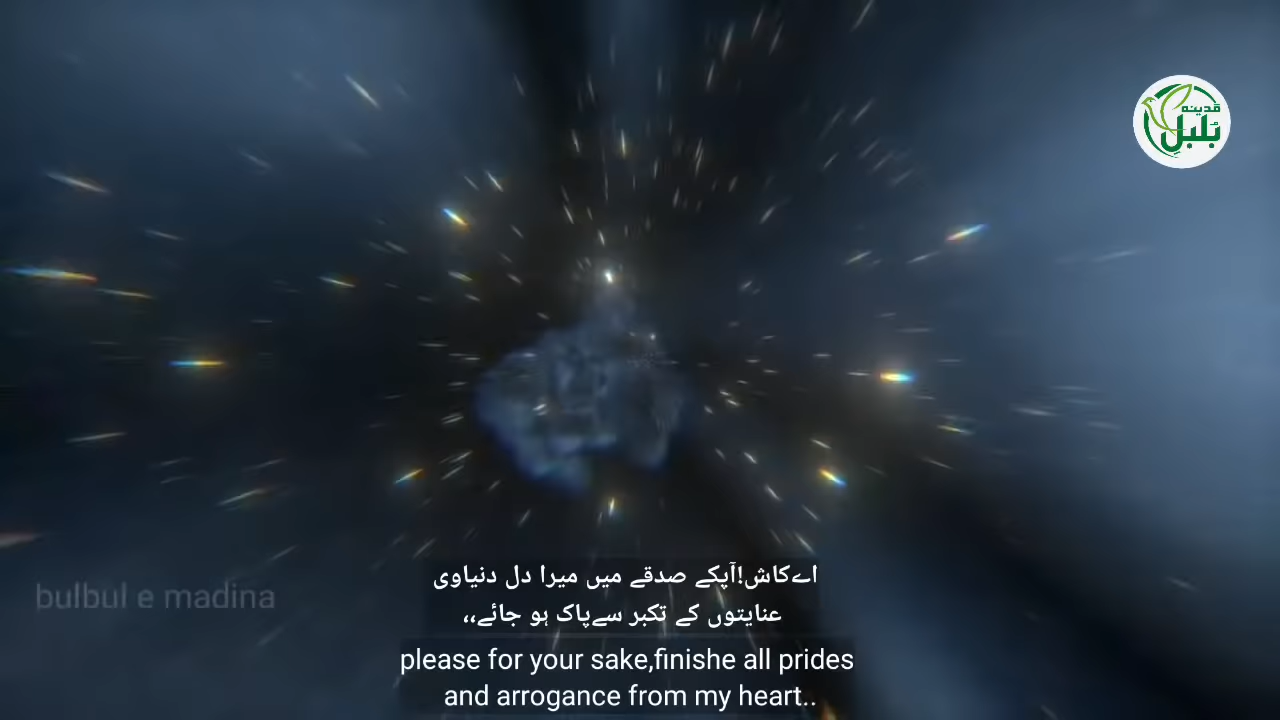 مدینہ
بُلبلِ
bulbul e madina
اےکاش!آپکے صدقے میں میرا دل دنیاوی
عنایتوں کے تکبر سےپاک ہو جائے،،
please for your sake,finishe all prides
and arrogance from my heart..